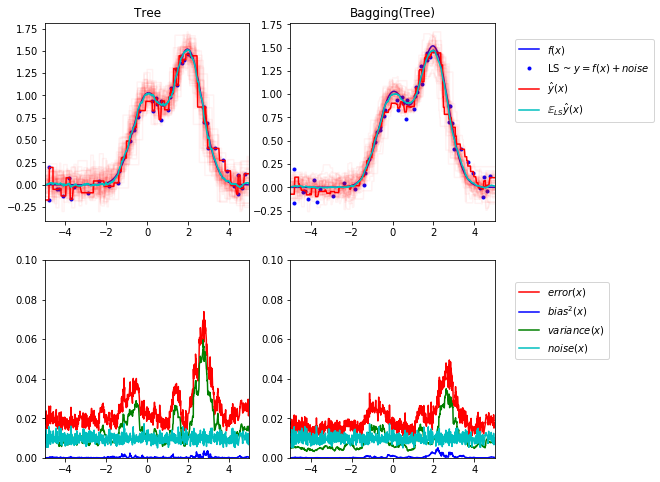 Tree
Bagging(Tree)
1.75
1.50
1.25
1.00
0.75
0.50
0.25
0.00
−0.25
−4 −2 0 2 4
1.50
1.25
1.00
0.75
0.50
0.25
0.00
−0.25
−4 −2 0 2 4
f(x)
LS ~ y = f(x) + noise
ŷ(x)
𝔼_{LS} ŷ(x)
0.10
0.08
0.06
0.04
0.02
0.00
−4 −2 0 2 4
0.10
0.08
0.06
0.04
0.02
0.00
−4 −2 0 2 4
error(x)
bias²(x)
variance(x)
noise(x)